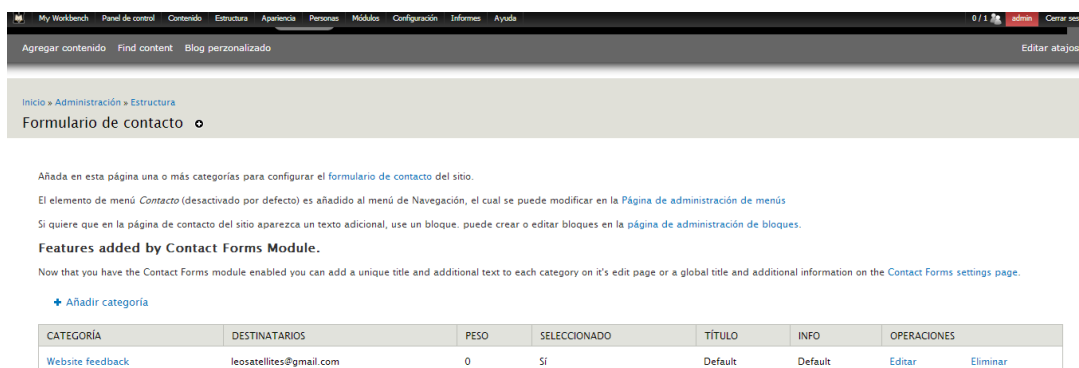 My Workbench Panel de control Contenido Estructura Apariencia Personas Módulos Configuración Informes Ayuda 0 / 1 admin Cerrar ses
Agregar contenido Find content Blog perzonalizado Editar atajos
Inicio » Administración » Estructura
Formulario de contacto
Añada en esta página una o más categorías para configurar el formulario de contacto del sitio.
El elemento de menú Contacto (desactivado por defecto) es añadido al menú de Navegación, el cual se puede modificar en la Página de administración de menús
Si quiere que en la página de contacto del sitio aparezca un texto adicional, use un bloque. puede crear o editar bloques en la página de administración de bloques.
Features added by Contact Forms Module.
Now that you have the Contact Forms module enabled you can add a unique title and additional text to each category on it's edit page or a global title and additional information on the Contact Forms settings page.
+ Añadir categoría
CATEGORÍA DESTINATARIOS PESO SELECCIONADO TÍTULO INFO OPERACIONES
Website feedback leosatellites@gmail.com 0 Sí Default Default Editar Eliminar